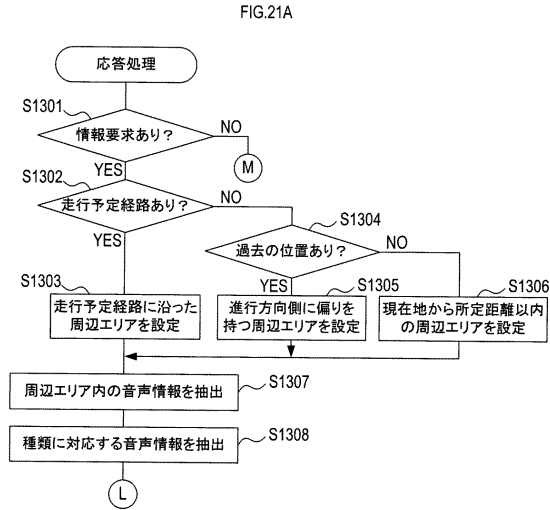 FIG.21A
応答処理
S1301
情報要求あり?
NO
M
YES
S1302
走行予定経路あり?
NO
YES
S1304
過去の位置あり?
NO
YES
S1303
走行予定経路に沿った
周辺エリアを設定
S1305
進行方向側に偏りを
持つ周辺エリアを設定
S1306
現在地から所定距離以内
の周辺エリアを設定
周辺エリア内の音声情報を抽出
S1307
種類に対応する音声情報を抽出
S1308
L